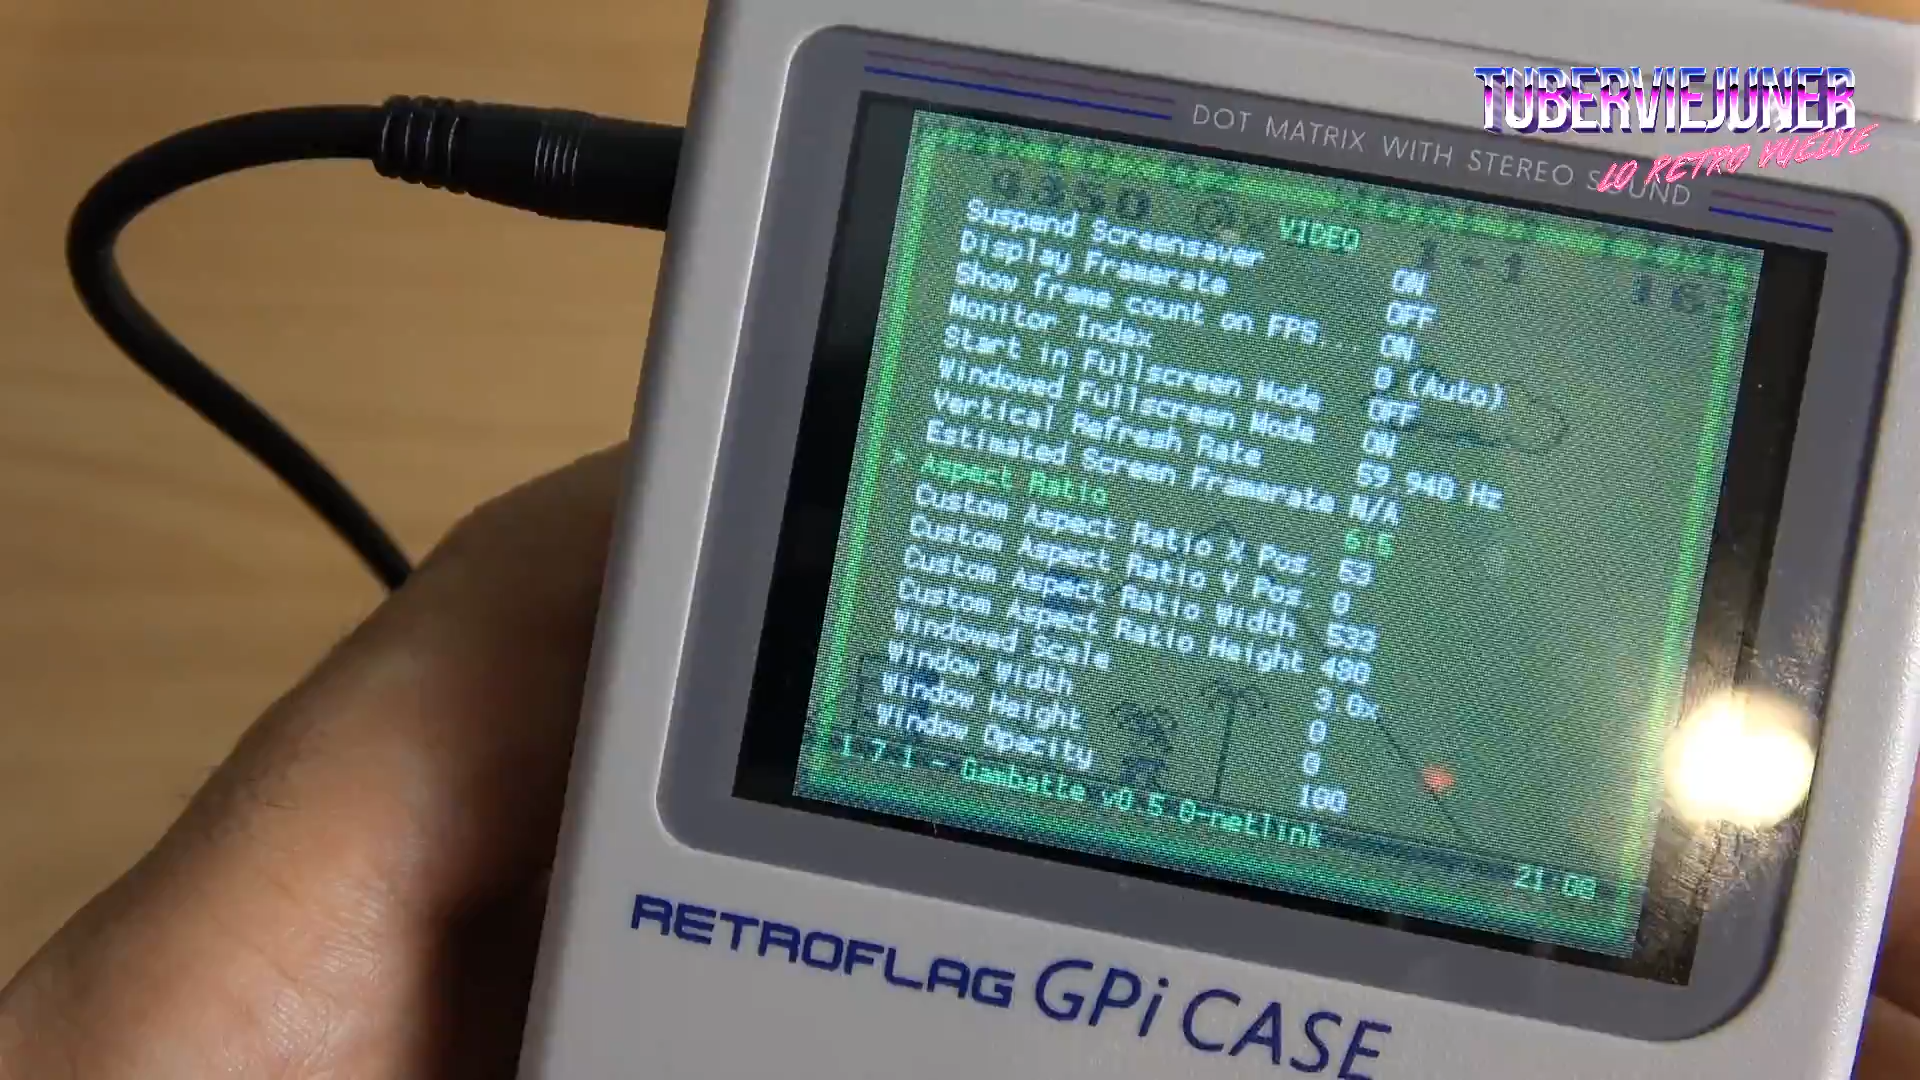 TUBERVIEJUNER
LO RETRO VUELVE
DOT MATRIX WITH STEREO SOUND
VIDEO
1-1
Suspend Screensaver ON
Display Framerate OFF
Show frame count on FPS... ON
Monitor Index 0 (Auto)
Start in Fullscreen Mode OFF
Windowed Fullscreen Mode ON
Vertical Refresh Rate 59.940 Hz
Estimated Screen Framerate N/A
> Aspect Ratio 6:5
Custom Aspect Ratio X Pos. 53
Custom Aspect Ratio Y Pos. 0
Custom Aspect Ratio Width 533
Custom Aspect Ratio Height 480
Windowed Scale 3.0x
Window Width 0
Window Height 0
Window Opacity 100
1.7.1 - Gambatte v0.5.0-netlink
21:08
RETROFLAG GPi CASE